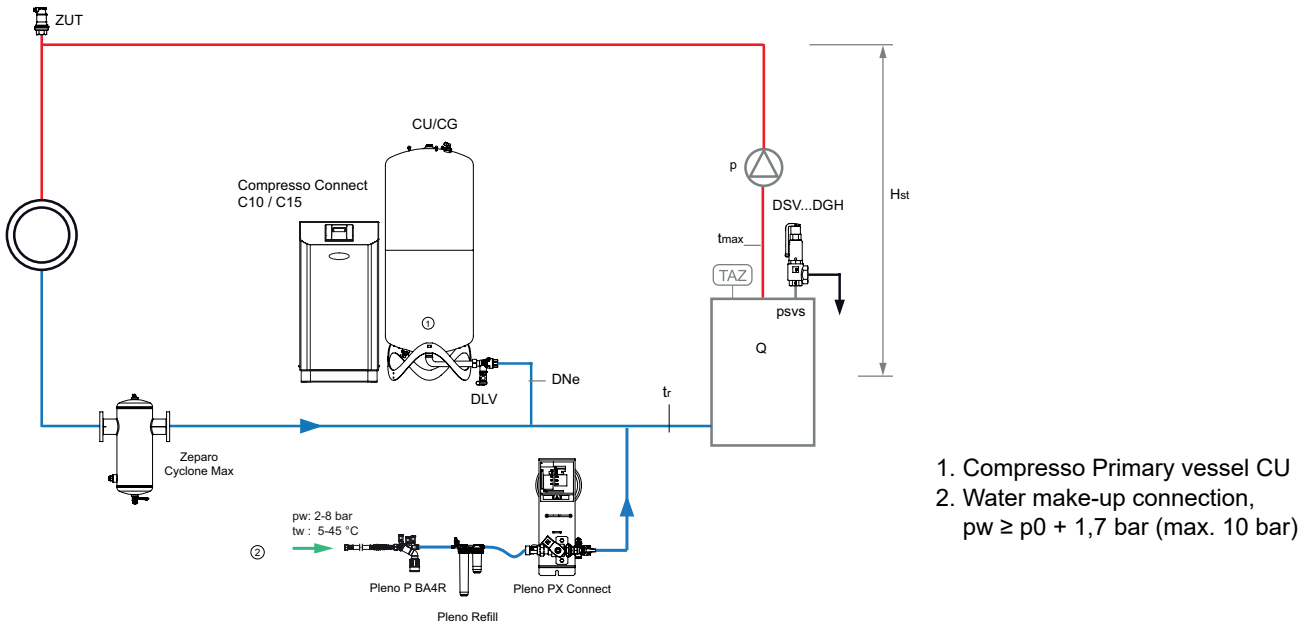 ZUT
CU/CG
Compresso Connect
C10 / C15
p
DSV...DGH
Hst
tmax
TAZ
psvs
①
Q
DNe
DLV
tr
Zeparo
Cyclone Max
pw: 2-8 bar
tw : 5-45 °C
②
Pleno P BA4R
Pleno PX Connect
Pleno Refill
1. Compresso Primary vessel CU
2. Water make-up connection,
pw ≥ p0 + 1,7 bar (max. 10 bar)